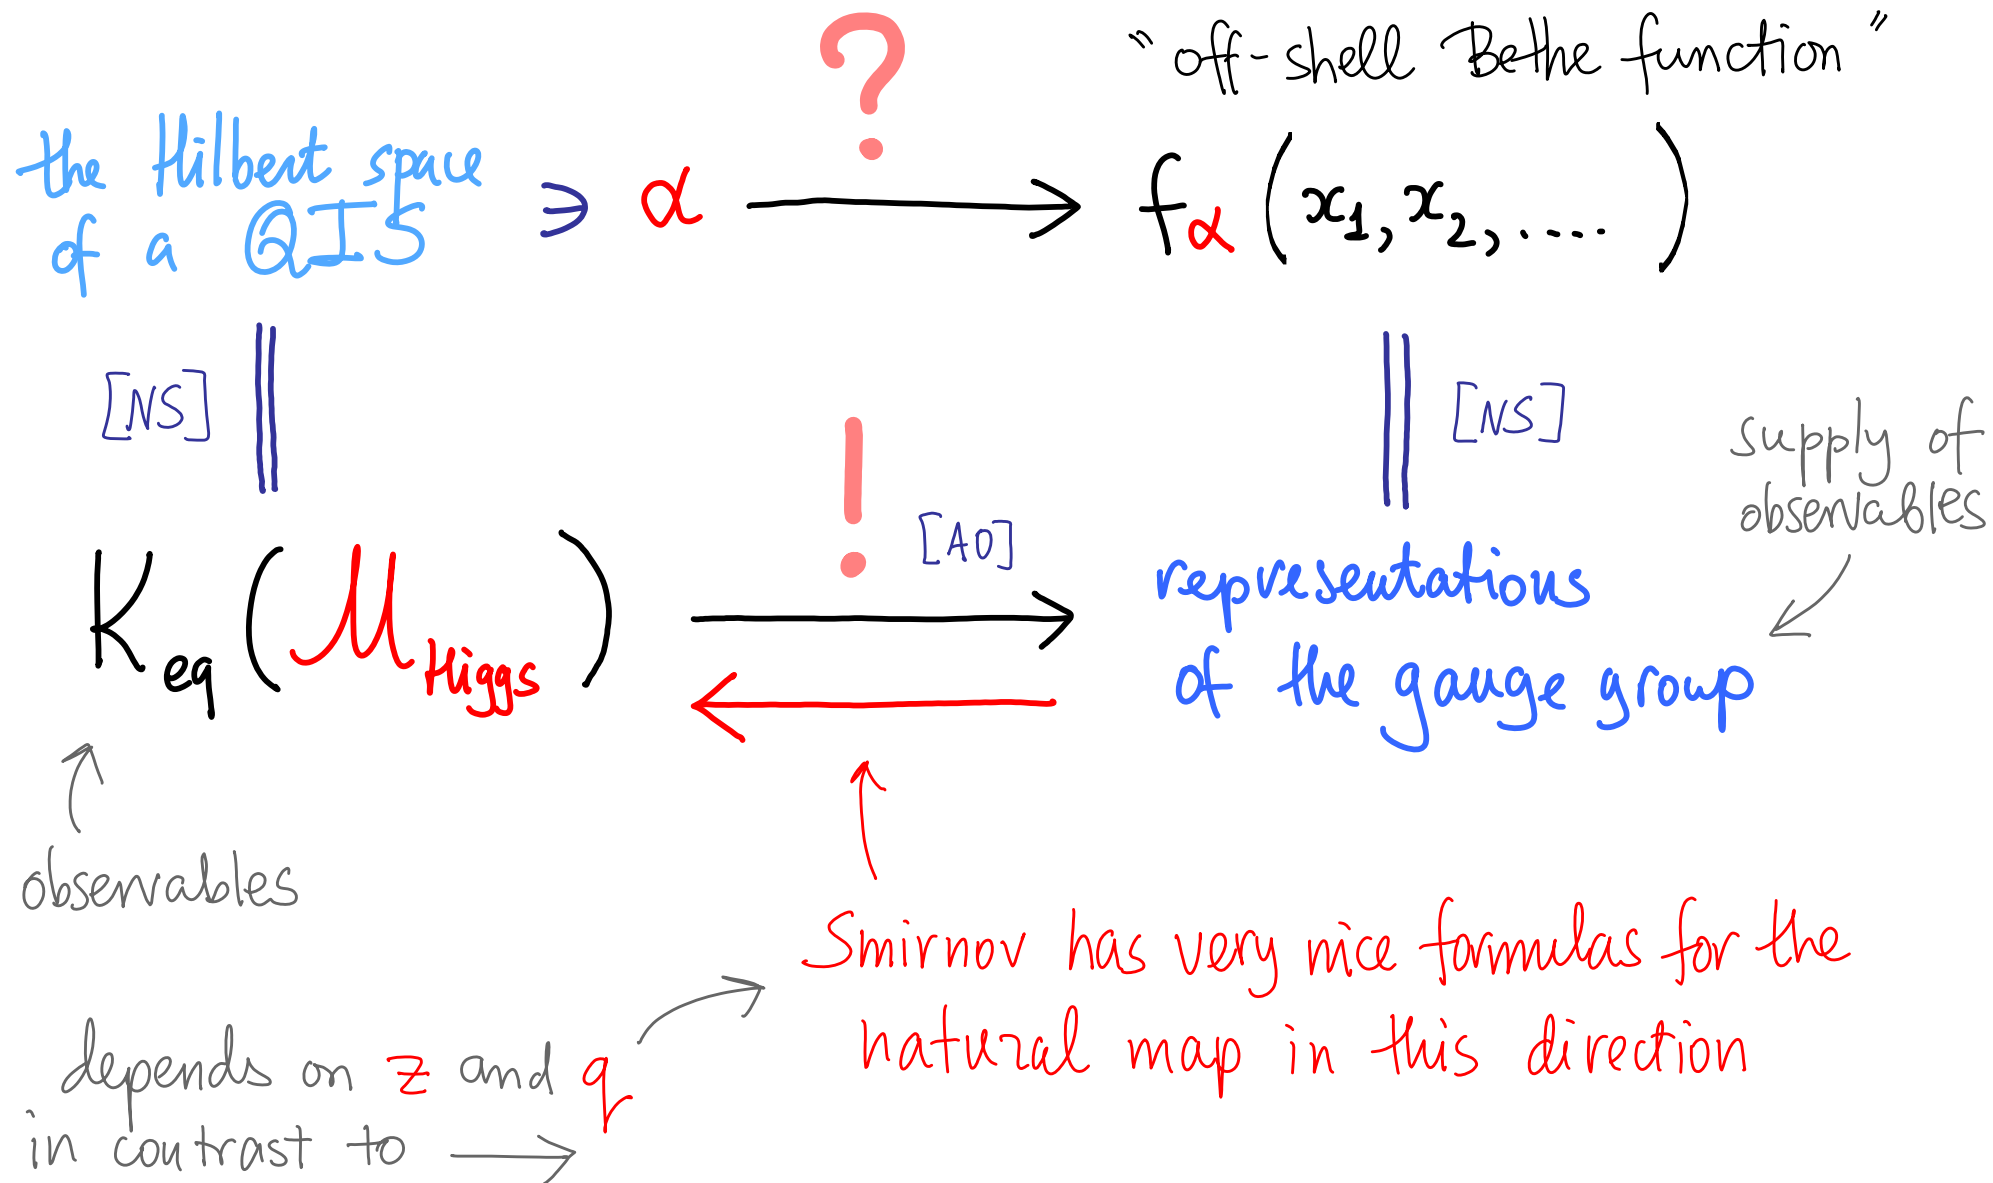 ?
"off-shell Bethe function"
the Hilbert space
of a QIS
∋ α ⟶ f_α (x_1, x_2, ....)
[NS]
[NS]
supply of
observables
!
[AO]
K_eq (M_Higgs)
representations
of the gauge group
observables
Smirnov has very nice formulas for the
natural map in this direction
depends on z and q
in contrast to ⟶